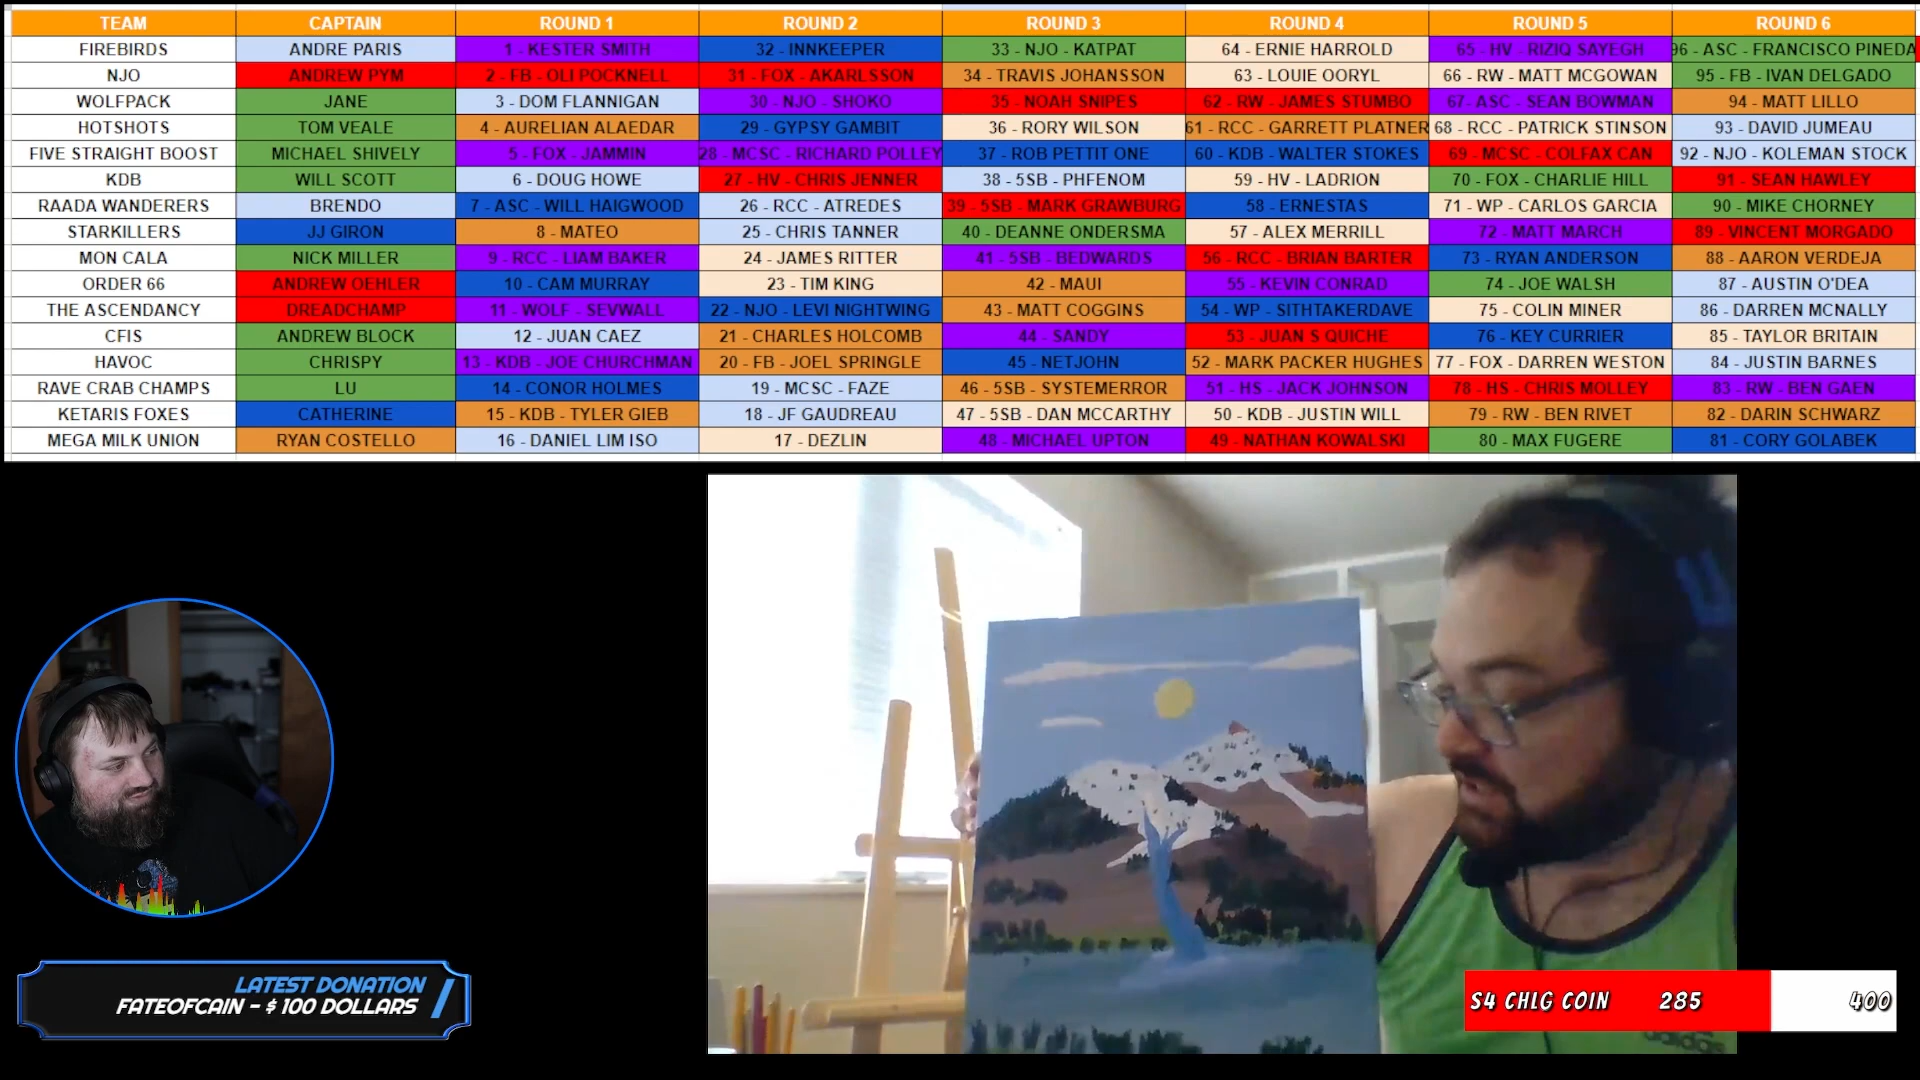 TEAM CAPTAIN ROUND 1 ROUND 2 ROUND 3 ROUND 4 ROUND 5 ROUND 6
FIREBIRDS ANDRE PARIS 1 - KESTER SMITH 32 - INNKEEPER 33 - NJO - KATPAT 64 - ERNIE HARROLD 65 - HV - RIZIQ SAYEGH 96 - ASC - FRANCISCO PINEDA
NJO ANDREW PYM 2 - FB - OLI POCKNELL 31 - FOX - AKARLSSON 34 - TRAVIS JOHANSSON 63 - LOUIE OORYL 66 - RW - MATT MCGOWAN 95 - FB - IVAN DELGADO
WOLFPACK JANE 3 - DOM FLANNIGAN 30 - NJO - SHOKO 35 - NOAH SNIPES 62 - RW - JAMES STUMBO 67- ASC - SEAN BOWMAN 94 - MATT LILLO
HOTSHOTS TOM VEALE 4 - AURELIAN ALAEDAR 29 - GYPSY GAMBIT 36 - RORY WILSON 61 - RCC - GARRETT PLATNER 68 - RCC - PATRICK STINSON 93 - DAVID JUMEAU
FIVE STRAIGHT BOOST MICHAEL SHIVELY 5 - FOX - JAMMIN 28 - MCSC - RICHARD POLLEY 37 - ROB PETTIT ONE 60 - KDB - WALTER STOKES 69 - MCSC - COLFAX CAN 92 - NJO - KOLEMAN STOCK
KDB WILL SCOTT 6 - DOUG HOWE 27 - HV - CHRIS JENNER 38 - 5SB - PHFENOM 59 - HV - LADRION 70 - FOX - CHARLIE HILL 91 - SEAN HAWLEY
RAADA WANDERERS BRENDO 7 - ASC - WILL HAIGWOOD 26 - RCC - ATREDES 39 - 5SB - MARK GRAWBURG 58 - ERNESTAS 71 - WP - CARLOS GARCIA 90 - MIKE CHORNEY
STARKILLERS JJ GIRON 8 - MATEO 25 - CHRIS TANNER 40 - DEANNE ONDERSMA 57 - ALEX MERRILL 72 - MATT MARCH 89 - VINCENT MORGADO
MON CALA NICK MILLER 9 - RCC - LIAM BAKER 24 - JAMES RITTER 41 - 5SB - BEDWARDS 56 - RCC - BRIAN BARTER 73 - RYAN ANDERSON 88 - AARON VERDEJA
ORDER 66 ANDREW OEHLER 10 - CAM MURRAY 23 - TIM KING 42 - MAUI 55 - KEVIN CONRAD 74 - JOE WALSH 87 - AUSTIN O'DEA
THE ASCENDANCY DREADCHAMP 11 - WOLF - SEVWALL 22 - NJO - LEVI NIGHTWING 43 - MATT COGGINS 54 - WP - SITHTAKERDAVE 75 - COLIN MINER 86 - DARREN MCNALLY
CFIS ANDREW BLOCK 12 - JUAN CAEZ 21 - CHARLES HOLCOMB 44 - SANDY 53 - JUAN S QUICHE 76 - KEY CURRIER 85 - TAYLOR BRITAIN
HAVOC CHRISPY 13 - KDB - JOE CHURCHMAN 20 - FB - JOEL SPRINGLE 45 - NETJOHN 52 - MARK PACKER HUGHES 77 - FOX - DARREN WESTON 84 - JUSTIN BARNES
RAVE CRAB CHAMPS LU 14 - CONOR HOLMES 19 - MCSC - FAZE 46 - 5SB - SYSTEMERROR 51 - HS - JACK JOHNSON 78 - HS - CHRIS MOLLEY 83 - RW - BEN GAEN
KETARIS FOXES CATHERINE 15 - KDB - TYLER GIEB 18 - JF GAUDREAU 47 - 5SB - DAN MCCARTHY 50 - KDB - JUSTIN WILL 79 - RW - BEN RIVET 82 - DARIN SCHWARZ
MEGA MILK UNION RYAN COSTELLO 16 - DANIEL LIM ISO 17 - DEZLIN 48 - MICHAEL UPTON 49 - NATHAN KOWALSKI 80 - MAX FUGERE 81 - CORY GOLABEK
LATEST DONATION
FATEOFCAIN - $100 DOLLARS
S4 CHLG COIN 285 400
adidas